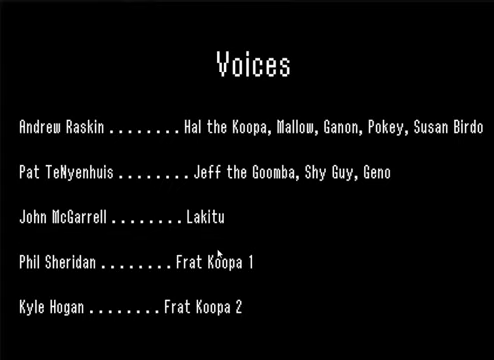 Voices
Andrew Raskin ........ Hal the Koopa, Mallow, Ganon, Pokey, Susan Birdo
Pat TeNyenhuis ........ Jeff the Goomba, Shy Guy, Geno
John McGarrell ........ Lakitu
Phil Sheridan ........ Frat Koopa 1
Kyle Hogan ........ Frat Koopa 2